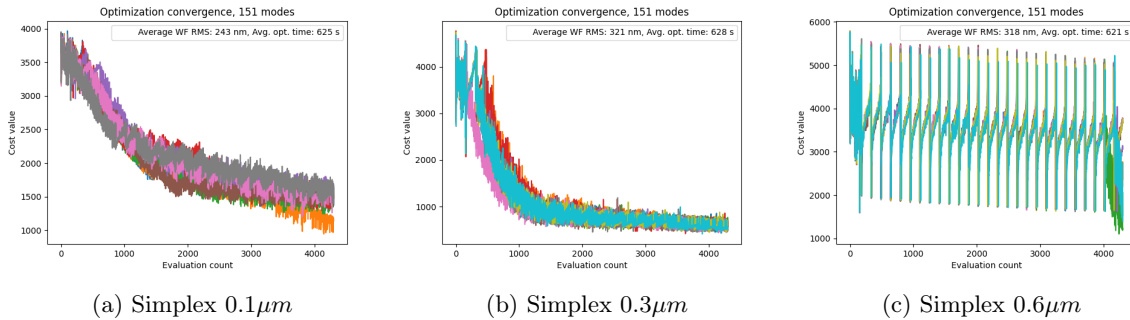 Optimization convergence, 151 modes
Average WF RMS: 243 nm, Avg. opt. time: 625 s
4000
3500
3000
2500
2000
1500
1000
Cost value
0
1000
2000
3000
4000
Evaluation count
(a) Simplex 0.1μm
Optimization convergence, 151 modes
Average WF RMS: 321 nm, Avg. opt. time: 628 s
4000
3000
2000
1000
Cost value
0
1000
2000
3000
4000
Evaluation count
(b) Simplex 0.3μm
Optimization convergence, 151 modes
Average WF RMS: 318 nm, Avg. opt. time: 621 s
6000
5000
4000
3000
2000
1000
Cost value
0
1000
2000
3000
4000
Evaluation count
(c) Simplex 0.6μm